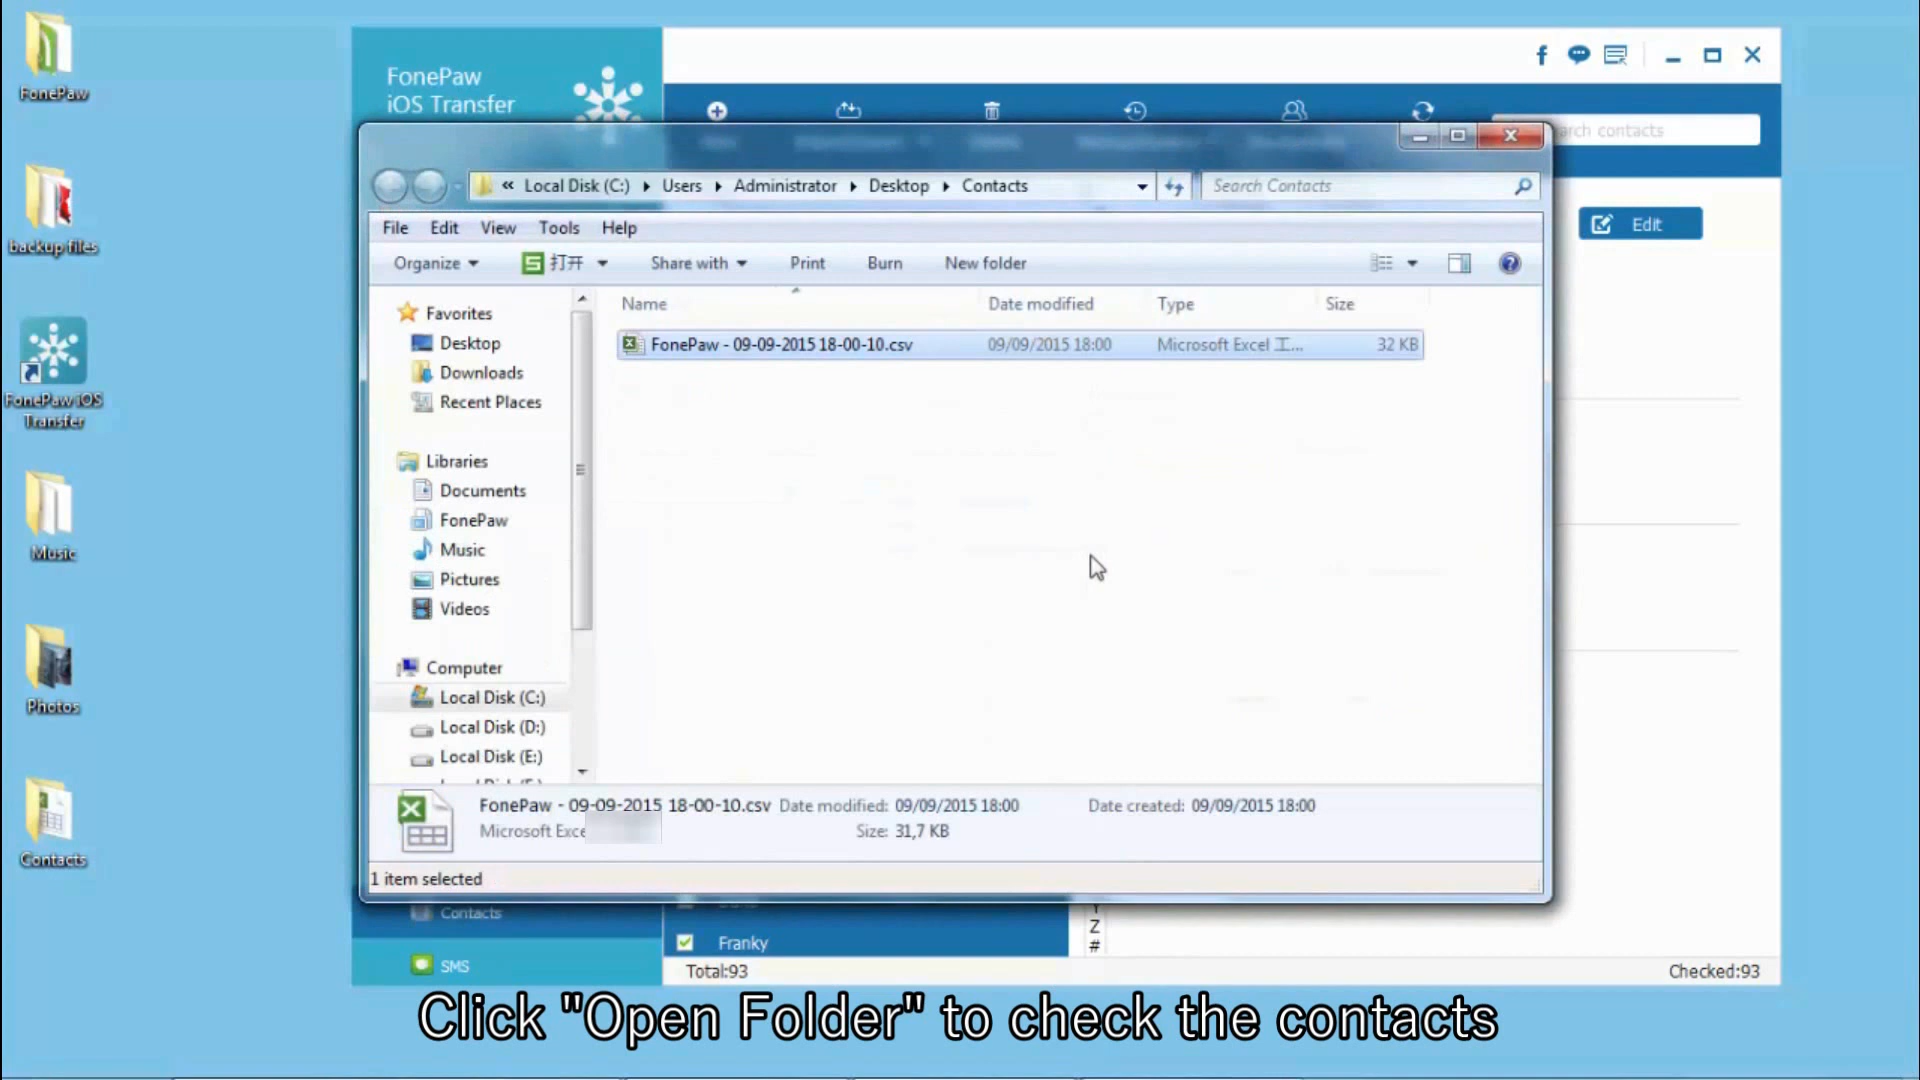 FonePaw
backup files
FonePaw iOS
Transfer
Music
Photos
Contacts
FonePaw
iOS Transfer
arch contacts
« Local Disk (C:) Users Administrator Desktop Contacts
Search Contacts
File Edit View Tools Help
Organize 打开 Share with Print Burn New folder
Edit
Name Date modified Type Size
FonePaw - 09-09-2015 18-00-10.csv 09/09/2015 18:00 Microsoft Excel 工... 32 KB
Favorites
Desktop
Downloads
Recent Places
Libraries
Documents
FonePaw
Music
Pictures
Videos
Computer
Local Disk (C:)
Local Disk (D:)
Local Disk (E:)
FonePaw - 09-09-2015 18-00-10.csv Date modified: 09/09/2015 18:00 Date created: 09/09/2015 18:00
Microsoft Exce Size: 31,7 KB
1 item selected
Contacts
SMS
Franky
Z
#
Total:93
Checked:93
Click "Open Folder" to check the contacts